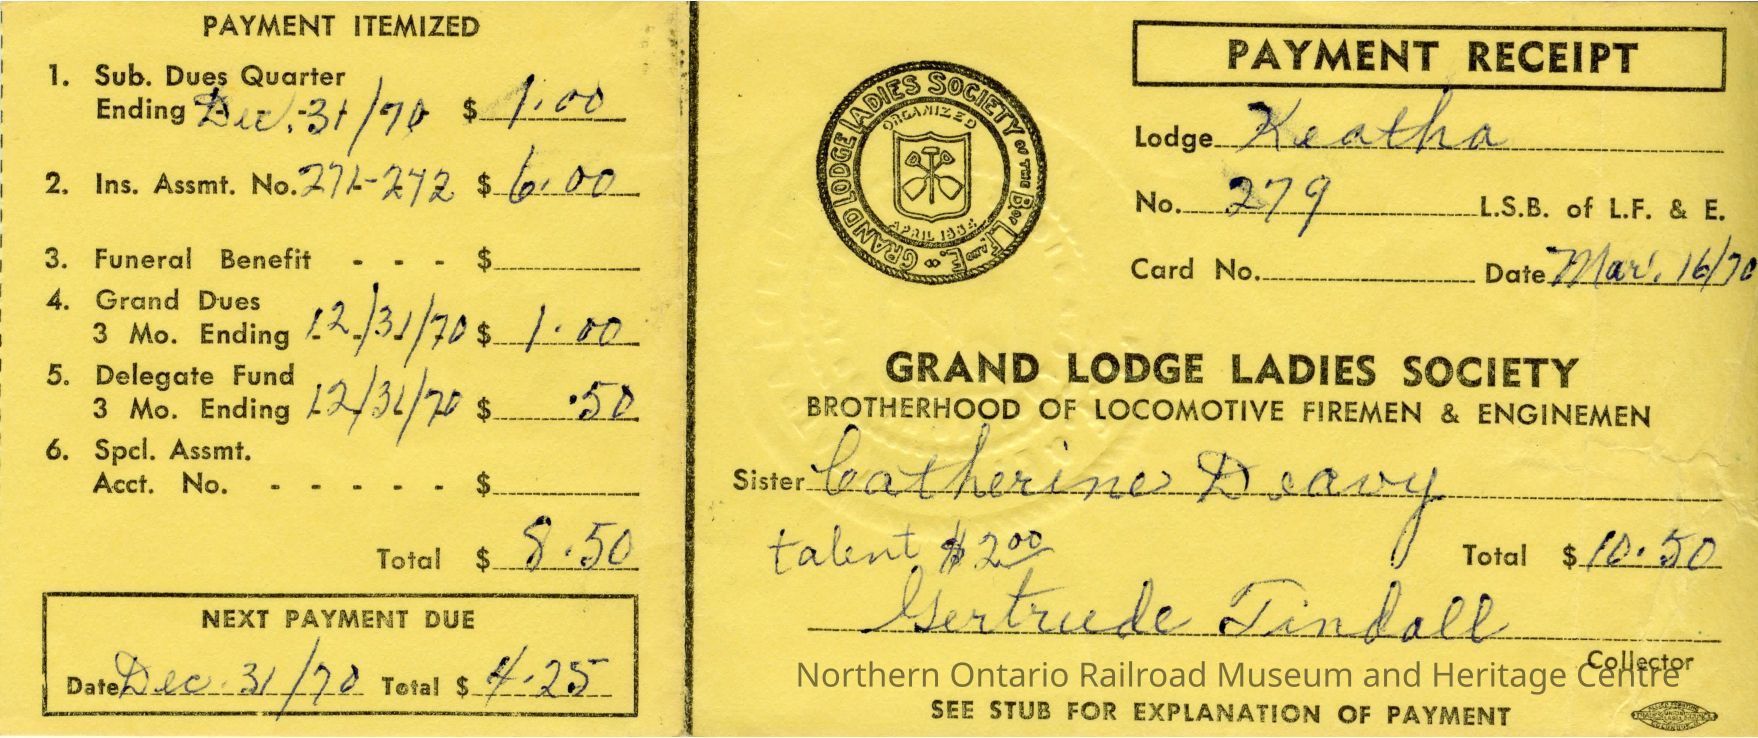 PAYMENT ITEMIZED
1. Sub. Dues Quarter
Ending Dec. 31/70 $ 1.00
2. Ins. Assmt. No. 271-272 $ 6.00
3. Funeral Benefit - - - $
4. Grand Dues
3 Mo. Ending 12/31/70 $ 1.00
5. Delegate Fund
3 Mo. Ending 12/31/70 $ .50
6. Spcl. Assmt.
Acct. No. - - - - - $
Total $ 8.50
NEXT PAYMENT DUE
Date Dec. 31/70 Total $ 4.25
PAYMENT RECEIPT
GRAND LODGE LADIES SOCIETY OF THE B. OF L.F. AND E.
ORGANIZED
APRIL 1884
Lodge Keatha
No. 279 L.S.B. of L.F. & E.
Card No. Date Mar. 16/70
GRAND LODGE LADIES SOCIETY
BROTHERHOOD OF LOCOMOTIVE FIREMEN & ENGINEMEN
Sister Catherine Deavy
talent $2.00 Total $ 10.50
Gertrude Tindall
Collector
Northern Ontario Railroad Museum and Heritage Centre
SEE STUB FOR EXPLANATION OF PAYMENT